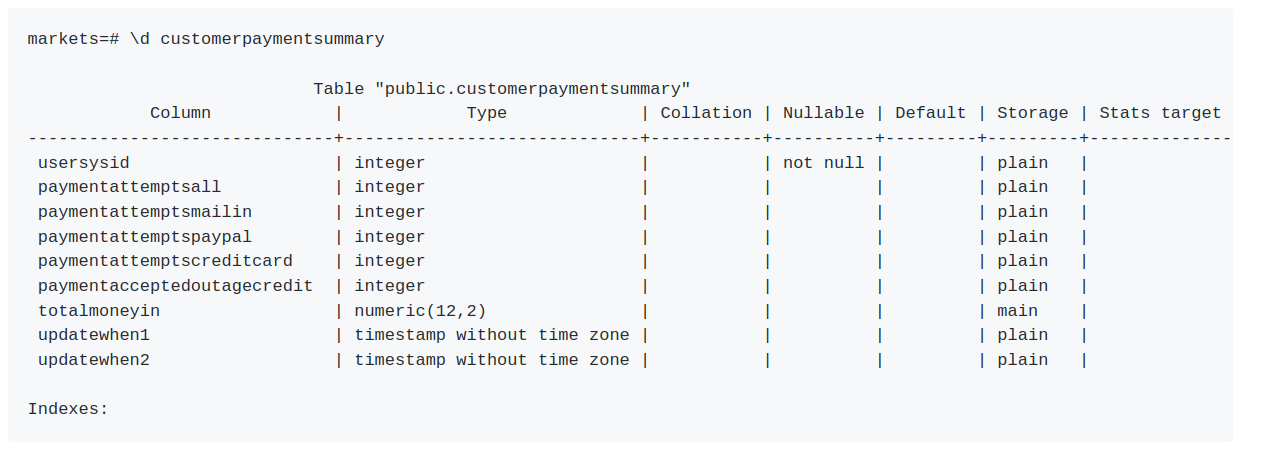 markets=# \d customerpaymentsummary
Table "public.customerpaymentsummary"
Column | Type | Collation | Nullable | Default | Storage | Stats target
------------------------------+-----------------------------+-----------+----------+---------+---------+--------------
usersysid | integer | | not null | | plain |
paymentattemptsall | integer | | | | plain |
paymentattemptsmailin | integer | | | | plain |
paymentattemptspaypal | integer | | | | plain |
paymentattemptscreditcard | integer | | | | plain |
paymentacceptedoutagecredit | integer | | | | plain |
totalmoneyin | numeric(12,2) | | | | main |
updatewhen1 | timestamp without time zone | | | | plain |
updatewhen2 | timestamp without time zone | | | | plain |
Indexes: